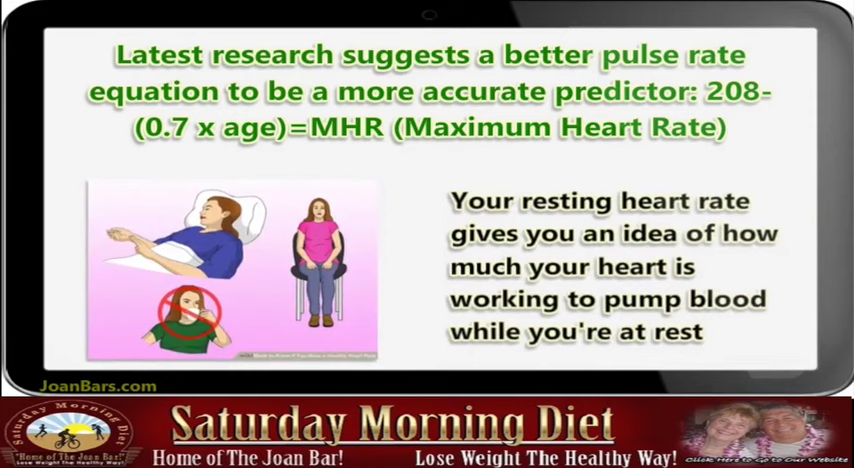 Latest research suggests a better pulse rate
equation to be a more accurate predictor: 208-
(0.7 x age)=MHR (Maximum Heart Rate)
Your resting heart rate
gives you an idea of how
much your heart is
working to pump blood
while you're at rest
JoanBars.com
Saturday Morning Diet
"Home of The Joan Bar!"
Lose Weight The Healthy Way!
Saturday Morning Diet
Home of The Joan Bar! Lose Weight The Healthy Way!
Click Here to Go to Our Website